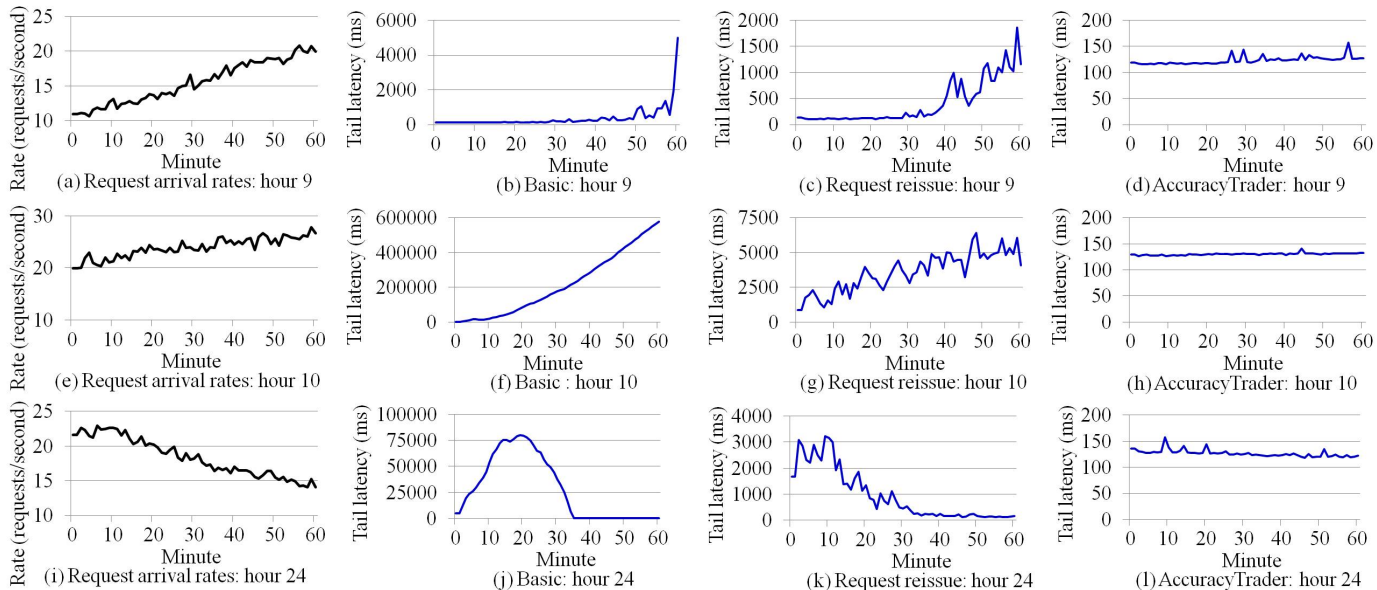 Rate (requests/second)
25
20
15
10
0 10 20 30 40 50 60
Minute
(a) Request arrival rates: hour 9
Tail latency (ms)
6000
4000
2000
0
0 10 20 30 40 50 60
Minute
(b) Basic: hour 9
Tail latency (ms)
2000
1500
1000
500
0
0 10 20 30 40 50 60
Minute
(c) Request reissue: hour 9
Tail latency (ms)
200
150
100
50
0
0 10 20 30 40 50 60
Minute
(d) AccuracyTrader: hour 9
Rate (requests/second)
30
20
10
0 10 20 30 40 50 60
Minute
(e) Request arrival rates: hour 10
Tail latency (ms)
600000
400000
200000
0
0 10 20 30 40 50 60
Minute
(f) Basic : hour 10
Tail latency (ms)
7500
5000
2500
0
0 10 20 30 40 50 60
Minute
(g) Request reissue: hour 10
Tail latency (ms)
200
150
100
50
0
0 10 20 30 40 50 60
Minute
(h) AccuracyTrader: hour 10
Rate (requests/second)
25
20
15
10
0 10 20 30 40 50 60
Minute
(i) Request arrival rates: hour 24
Tail latency (ms)
100000
75000
50000
25000
0
0 10 20 30 40 50 60
Minute
(j) Basic: hour 24
Tail latency (ms)
4000
3000
2000
1000
0
0 10 20 30 40 50 60
Minute
(k) Request reissue: hour 24
Tail latency (ms)
200
150
100
50
0
0 10 20 30 40 50 60
Minute
(l) AccuracyTrader: hour 24